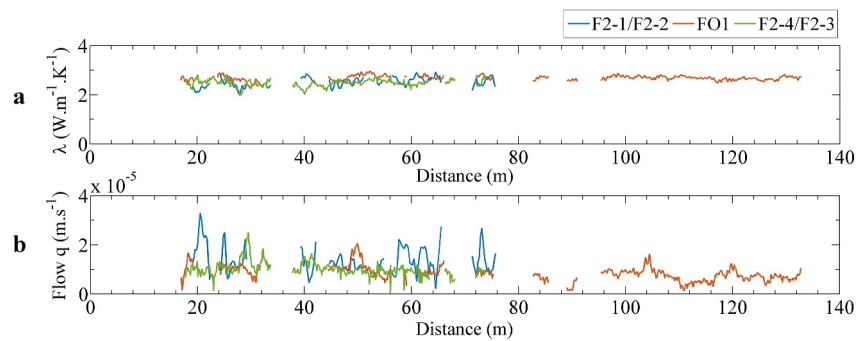 F2-1/F2-2 FO1 F2-4/F2-3
a
λ (W.m⁻¹.K⁻¹)
4
2
0
0 20 40 60 80 100 120 140
Distance (m)
b
Flow q (m.s⁻¹)
x 10⁻⁵
4
2
0
0 20 40 60 80 100 120 140
Distance (m)